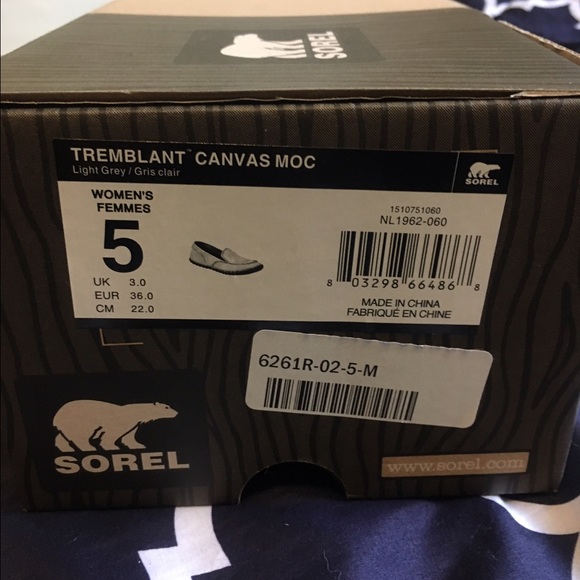 SOREL
TREMBLANT™ CANVAS MOC
Light Grey / Gris clair
SOREL
WOMEN'S
FEMMES
5
UK 3.0
EUR 36.0
CM 22.0
1510751060
NL1962-060
8 03298 66486 8
MADE IN CHINA
FABRIQUÉ EN CHINE
6261R-02-5-M
SOREL
www.sorel.com